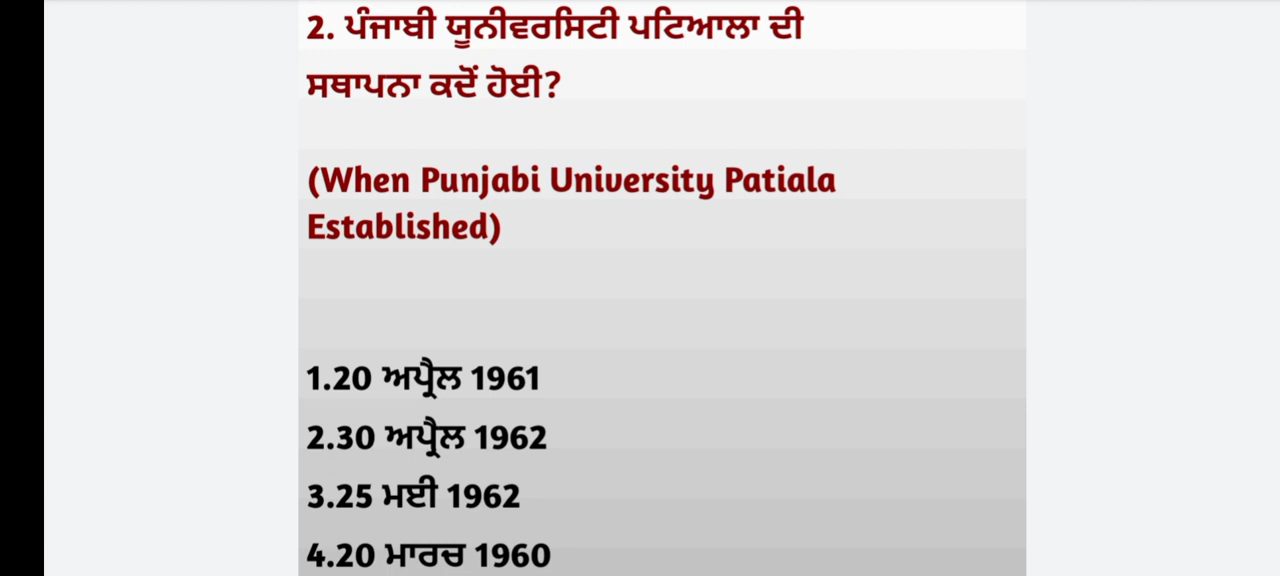 2. ਪੰਜਾਬੀ ਯੂਨੀਵਰਸਿਟੀ ਪਟਿਆਲਾ ਦੀ
ਸਥਾਪਨਾ ਕਦੋਂ ਹੋਈ?
(When Punjabi University Patiala
Established)
1.20 ਅਪ੍ਰੈਲ 1961
2.30 ਅਪ੍ਰੈਲ 1962
3.25 ਮਈ 1962
4.20 ਮਾਰਚ 1960